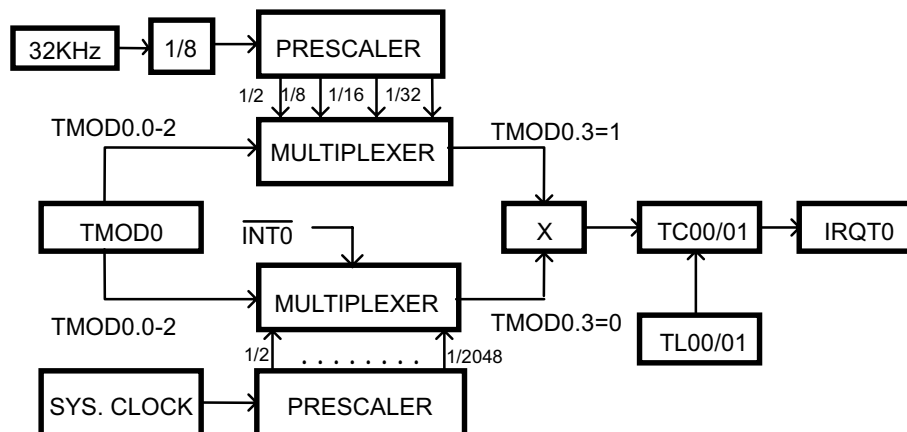 32KHz
1/8
PRESCALER
1/2 1/8 1/16 1/32
TMOD0.0-2
MULTIPLEXER
TMOD0.3=1
TMOD0
INT0
X
TC00/01
IRQT0
MULTIPLEXER
TMOD0.0-2
TMOD0.3=0
TL00/01
1/2 . . . . . . . . 1/2048
SYS. CLOCK
PRESCALER